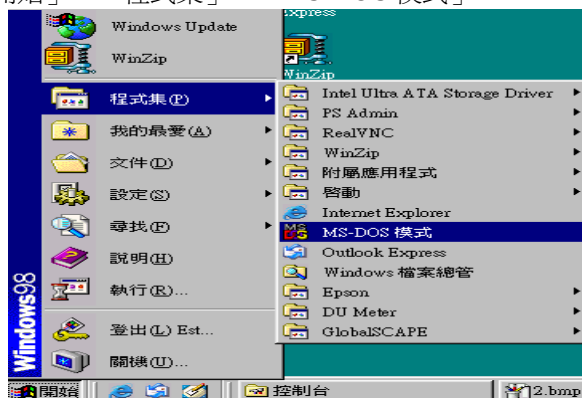 Express
Windows Update
WinZip
WinZip
程式集(P)
我的最愛(A)
文件(D)
設定(S)
尋找(F)
說明(H)
執行(R)...
登出(L) Est...
關機(U)...
Windows98
Intel Ultra ATA Storage Driver
PS Admin
RealVNC
WinZip
附屬應用程式
啓動
Internet Explorer
MS-DOS 模式
Outlook Express
Windows 檔案總管
Epson
DU Meter
GlobalSCAPE
開始
控制台
2.bmp